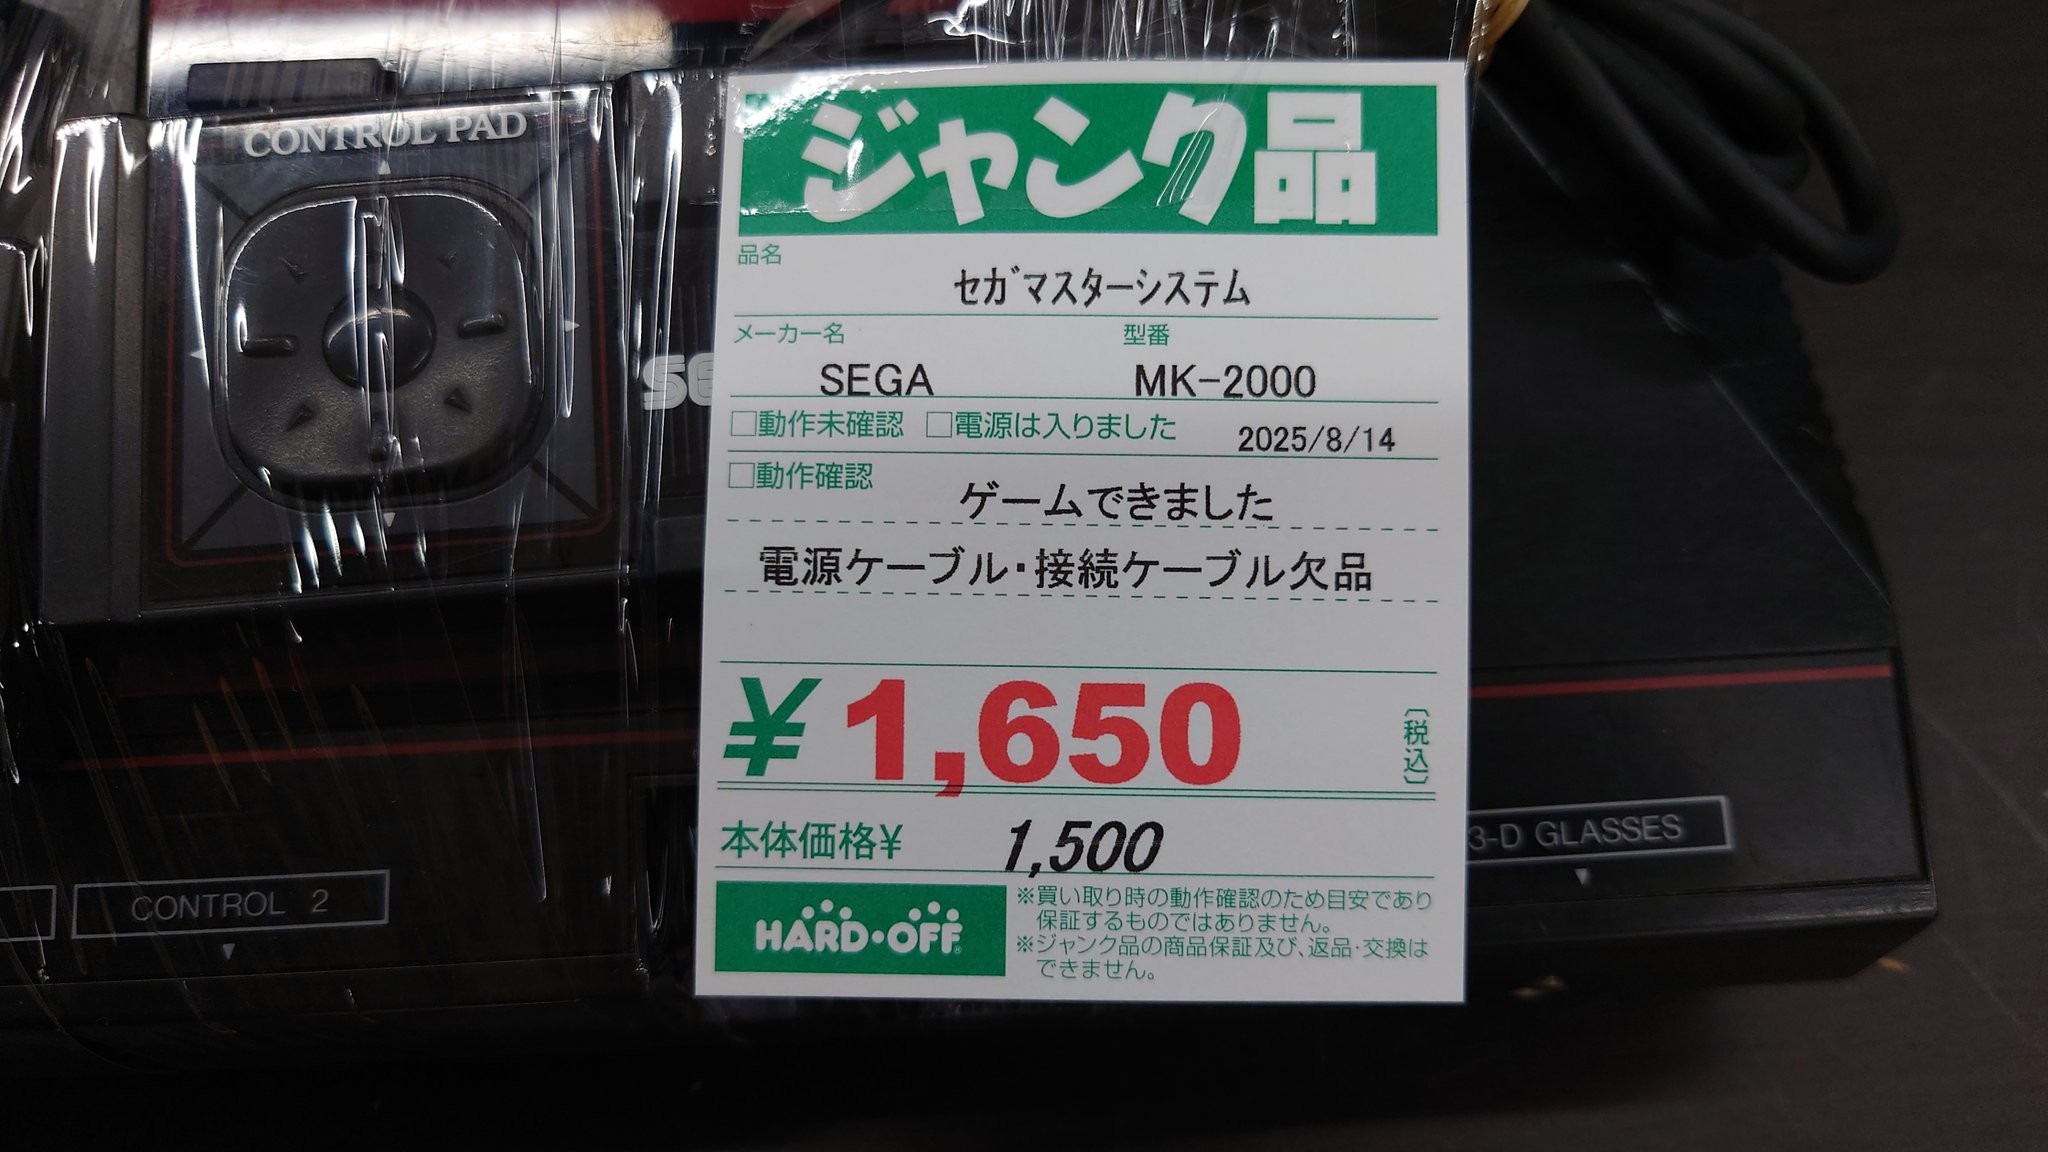 CONTROL PAD
ジャンク品
品名
セガマスターシステム
メーカー名 型番
SEGA MK-2000
□動作未確認 □電源は入りました 2025/8/14
□動作確認
ゲームできました
電源ケーブル・接続ケーブル欠品
¥1,650 (税込)
本体価格¥ 1,500
HARD・OFF
※買い取り時の動作確認のため目安であり
保証するものではありません。
※ジャンク品の商品保証及び、返品・交換は
できません。
CONTROL 2
3-D GLASSES